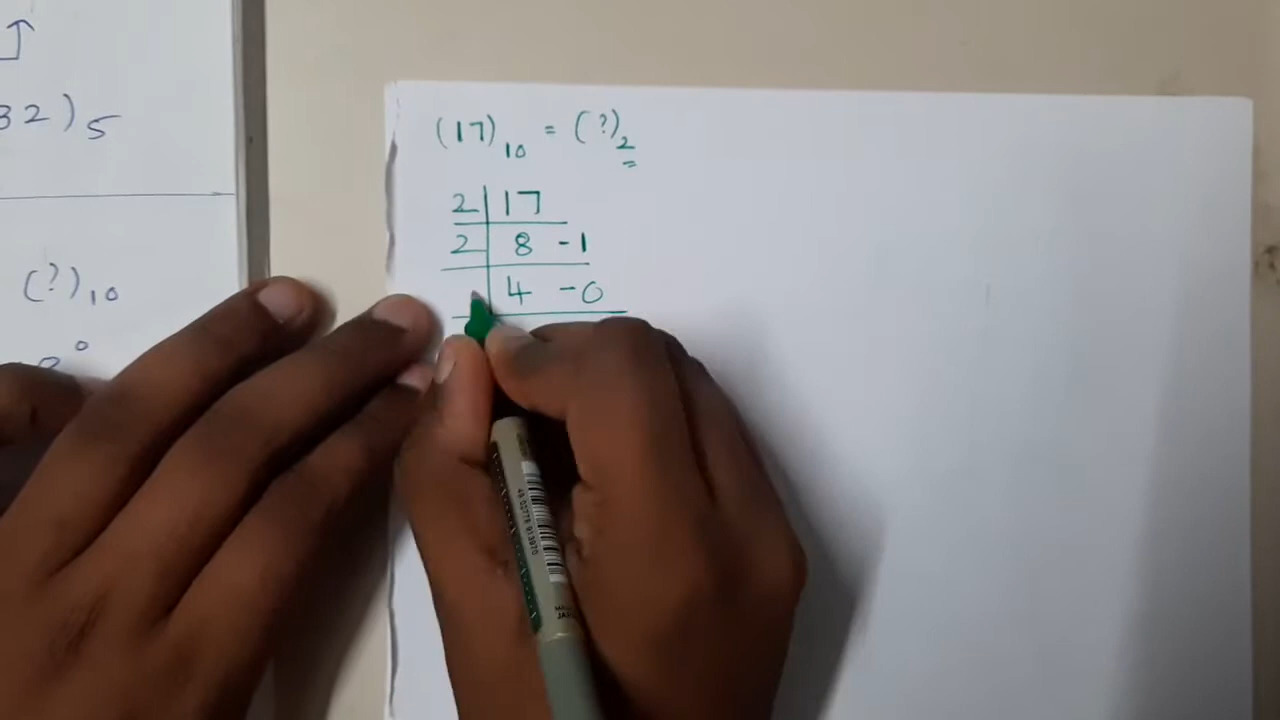 32)5
(?)10
(17)10 = (?)2
2 | 17
2 | 8 - 1
4 - 0